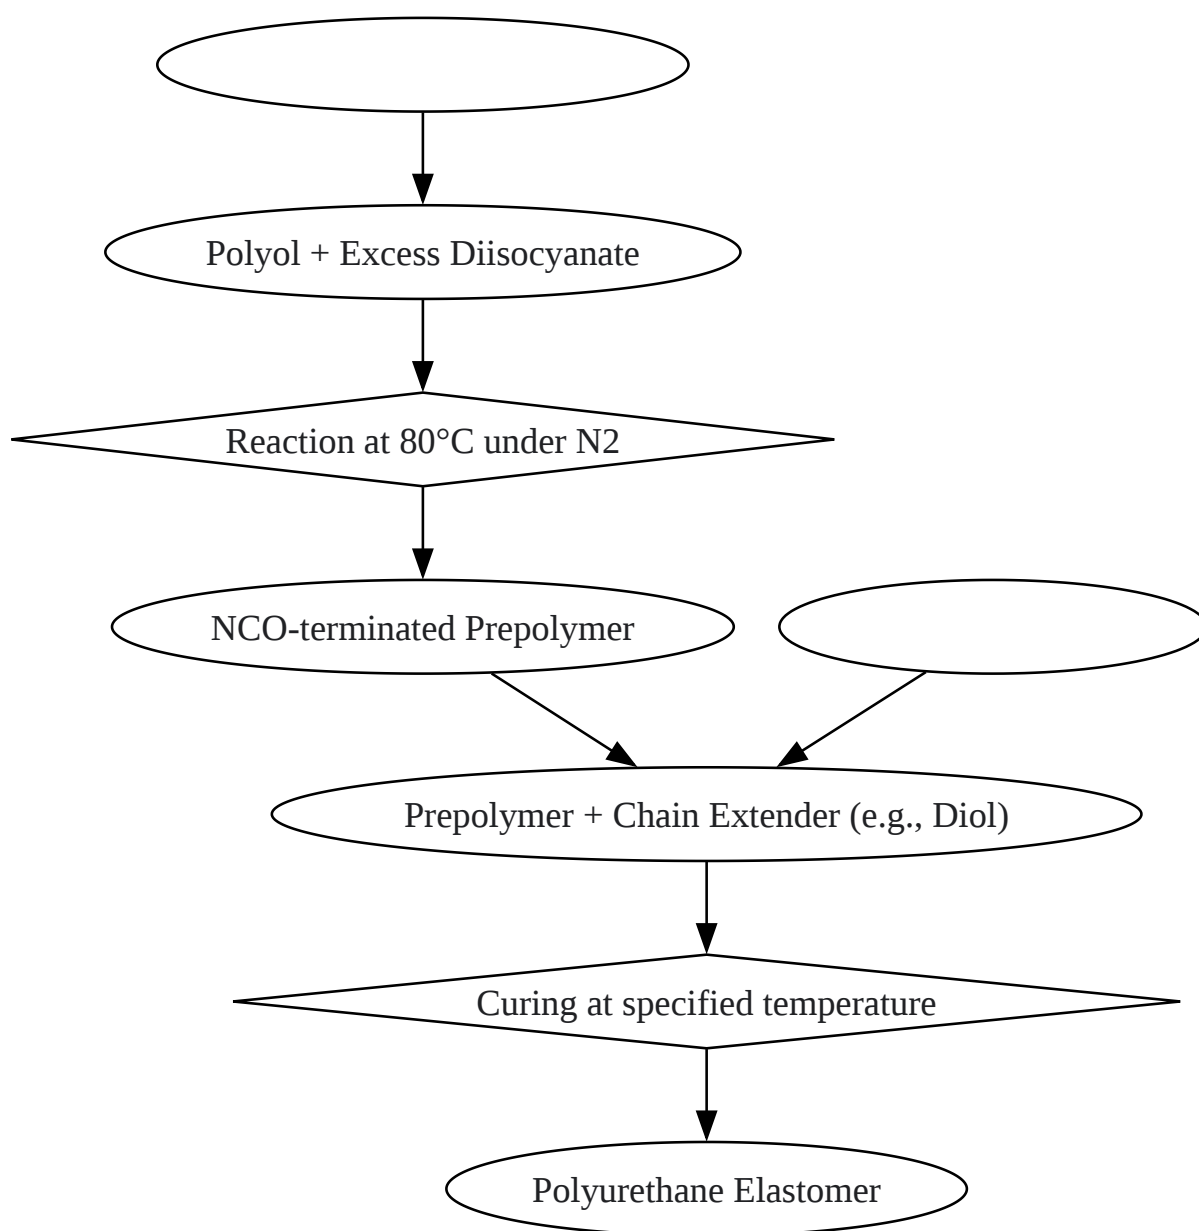 Polyol + Excess Diisocyanate
Reaction at 80°C under N2
NCO-terminated Prepolymer
Prepolymer + Chain Extender (e.g., Diol)
Curing at specified temperature
Polyurethane Elastomer